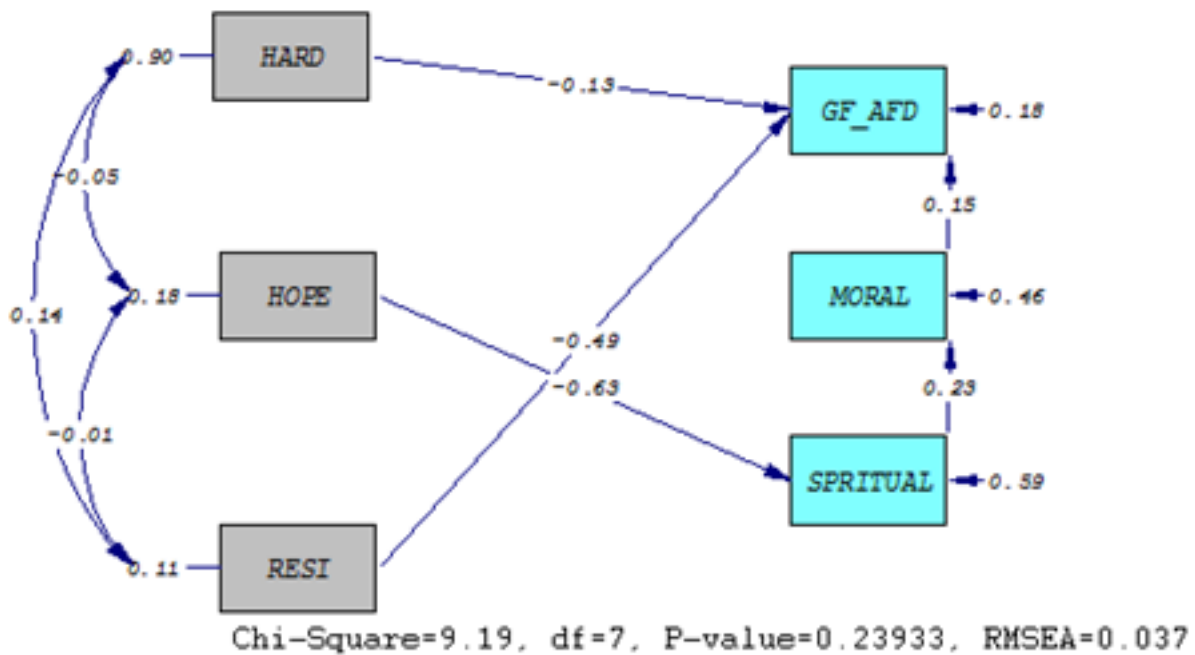 0.90
HARD
-0.13
GF_AFD
0.18
-0.05
0.15
0.18
HOPE
MORAL
0.46
0.14
-0.49
-0.63
0.23
-0.01
SPRITUAL
0.59
0.11
RESI
Chi-Square=9.19, df=7, P-value=0.23933, RMSEA=0.037